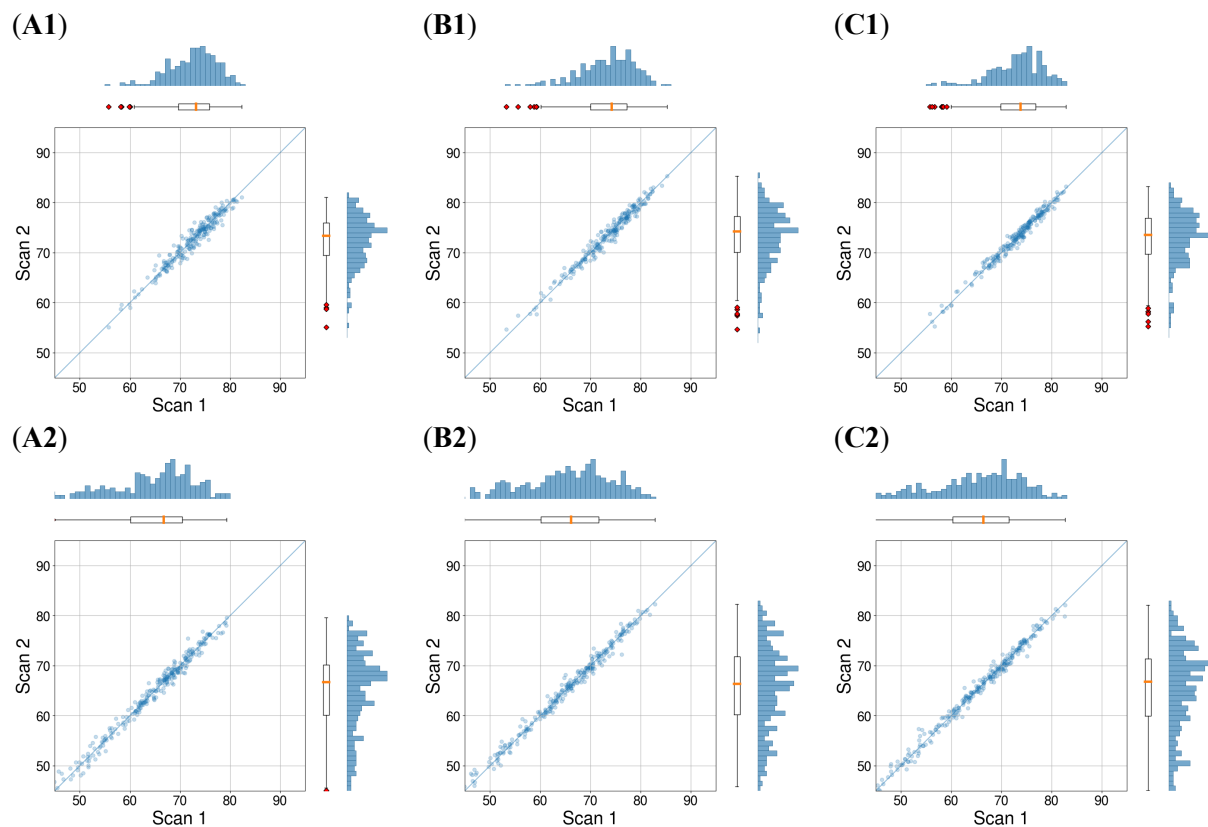 (A1) (B1) (C1)
90 90 90
80 80 80
70 70 70
60 60 60
50 50 50
Scan 2 Scan 2 Scan 2
50 60 70 80 90 50 60 70 80 90 50 60 70 80 90
Scan 1 Scan 1 Scan 1
(A2) (B2) (C2)
90 90 90
80 80 80
70 70 70
60 60 60
50 50 50
Scan 2 Scan 2 Scan 2
50 60 70 80 90 50 60 70 80 90 50 60 70 80 90
Scan 1 Scan 1 Scan 1